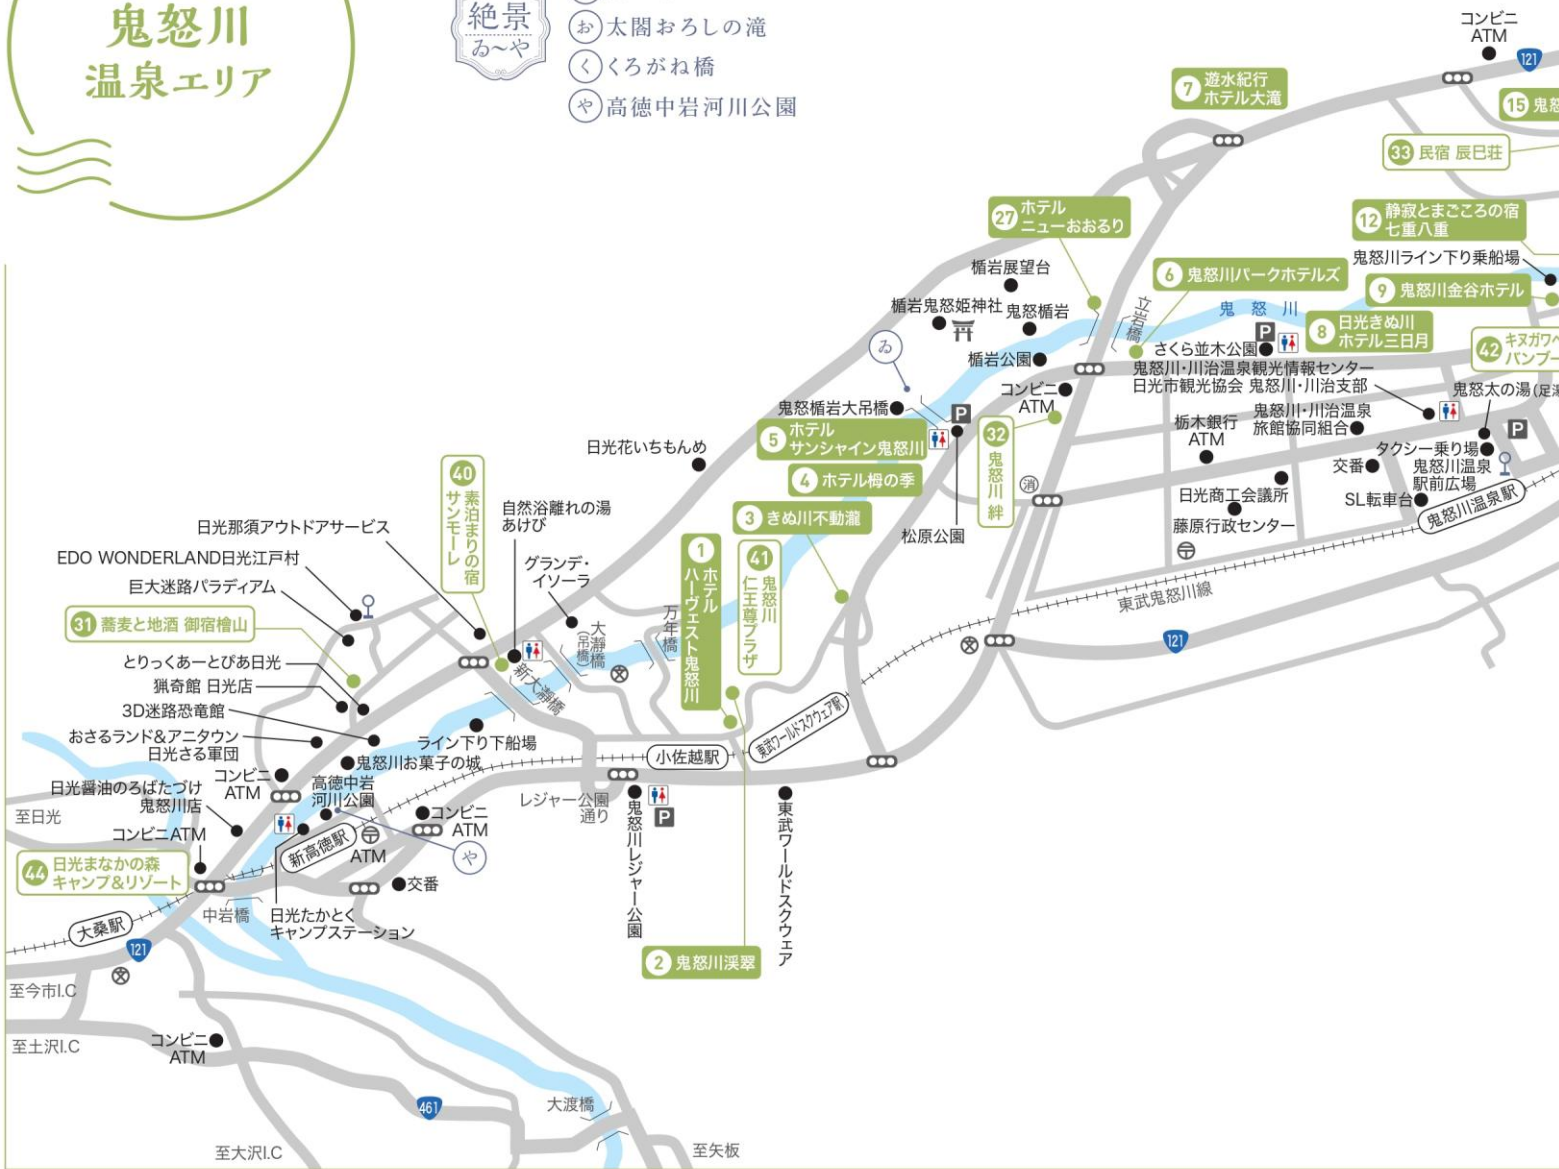 鬼怒川
温泉エリア
絶景
ゐ〜や
お 太閤おろしの滝
く くろがね橋
や 高徳中岩河川公園
コンビニ
ATM
121
7 遊水紀行
ホテル大滝
15 鬼怒
33 民宿 辰巳荘
27 ホテル
ニューおおるり
12 静寂とまごころの宿
七重八重
鬼怒川ライン下り乗船場
楯岩展望台
6 鬼怒川パークホテルズ
9 鬼怒川金谷ホテル
楯岩鬼怒姫神社
鬼怒楯岩
立岩橋
鬼怒川
P
8 日光きぬ川
ホテル三日月
ゐ
楯岩公園
さくら並木公園
42 キヌガワ
バンブー
鬼怒川・川治温泉観光情報センター
日光市観光協会 鬼怒川・川治支部
コンビニ
ATM
鬼怒太の湯
鬼怒楯岩大吊橋
P
5 ホテル
サンシャイン鬼怒川
32 鬼怒川 絆
栃木銀行
ATM
鬼怒川・川治温泉
旅館協同組合
P
タクシー乗り場
鬼怒川温泉
駅前広場
交番
日光花いちもんめ
4 ホテル栂の季
消
日光商工会議所
SL転車台
鬼怒川温泉駅
40 素泊まりの宿
サンモーレ
自然浴離れの湯
あけび
3 きぬ川不動瀧
松原公園
藤原行政センター
日光那須アウトドアサービス
EDO WONDERLAND日光江戸村
巨大迷路パラディアム
31 蕎麦と地酒 御宿檜山
グランデ・
イソーラ
1 ホテル
ハーヴェスト鬼怒川
41 鬼怒川
仁王尊プラザ
東武鬼怒川線
121
大瀞橋
(吊橋)
万年橋
新大瀞橋
とりっくあーとぴあ日光
猟奇館 日光店
3D迷路恐竜館
おさるランド&アニタウン
日光さる軍団
ライン下り下船場
鬼怒川お菓子の城
小佐越駅
東武ワールドスクウェア駅
コンビニ
ATM
高徳中岩
河川公園
日光醤油のろばたづけ
鬼怒川店
至日光
コンビニATM
コンビニ
ATM
新高徳駅
ATM
や
レジャー公園
通り
P
鬼怒川レジャー公園
東武ワールドスクウェア
44 日光まなかの森
キャンプ&リゾート
交番
中岩橋
日光たかとく
キャンプステーション
大桑駅
121
2 鬼怒川渓翠
至今市I.C
至土沢I.C
コンビニ
ATM
461
大渡橋
至大沢I.C
至矢板